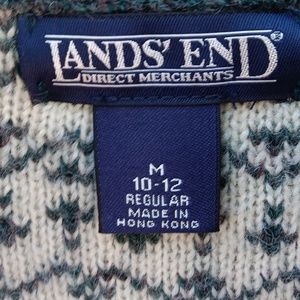 LANDS' END®
DIRECT MERCHANTS
M
10-12
REGULAR
MADE IN
HONG KONG